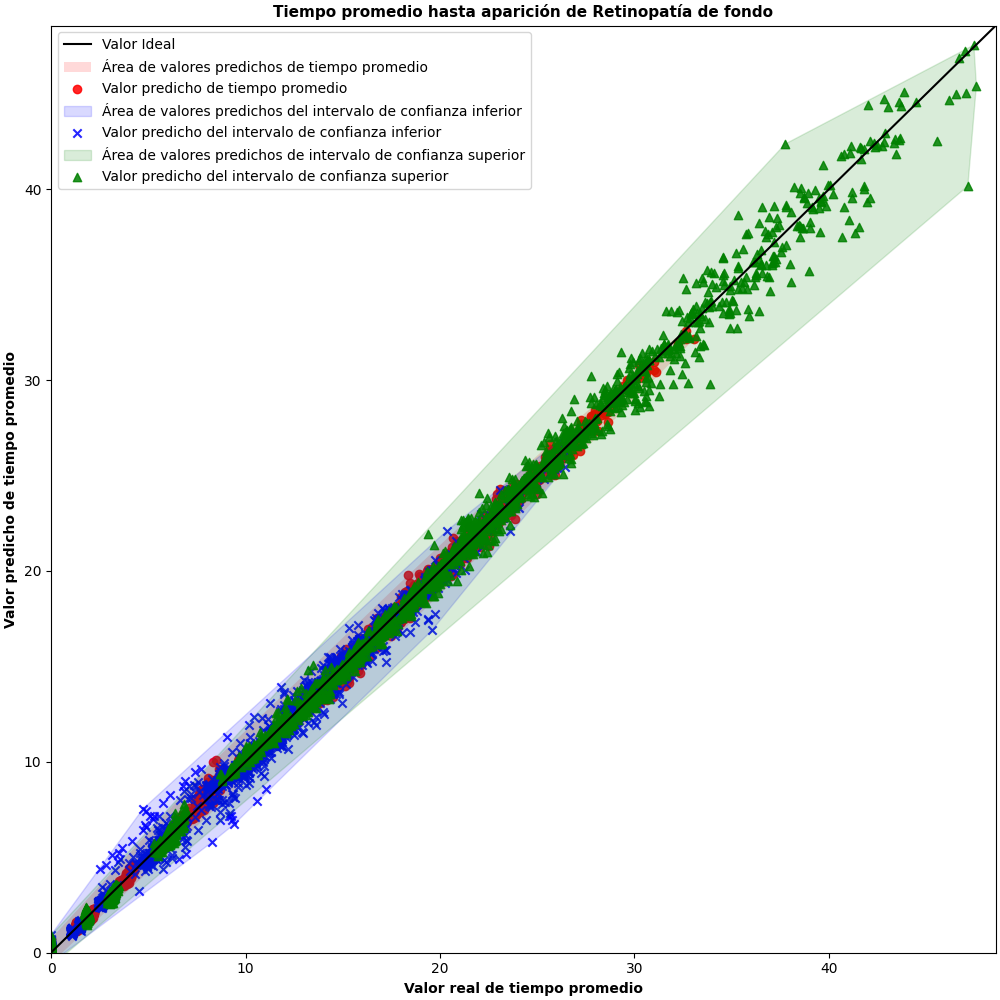 Tiempo promedio hasta aparición de Retinopatía de fondo
Valor Ideal
Área de valores predichos de tiempo promedio
Valor predicho de tiempo promedio
Área de valores predichos del intervalo de confianza inferior
Valor predicho del intervalo de confianza inferior
Área de valores predichos de intervalo de confianza superior
Valor predicho del intervalo de confianza superior
Valor predicho de tiempo promedio
40
30
20
10
0
0 10 20 30 40
Valor real de tiempo promedio